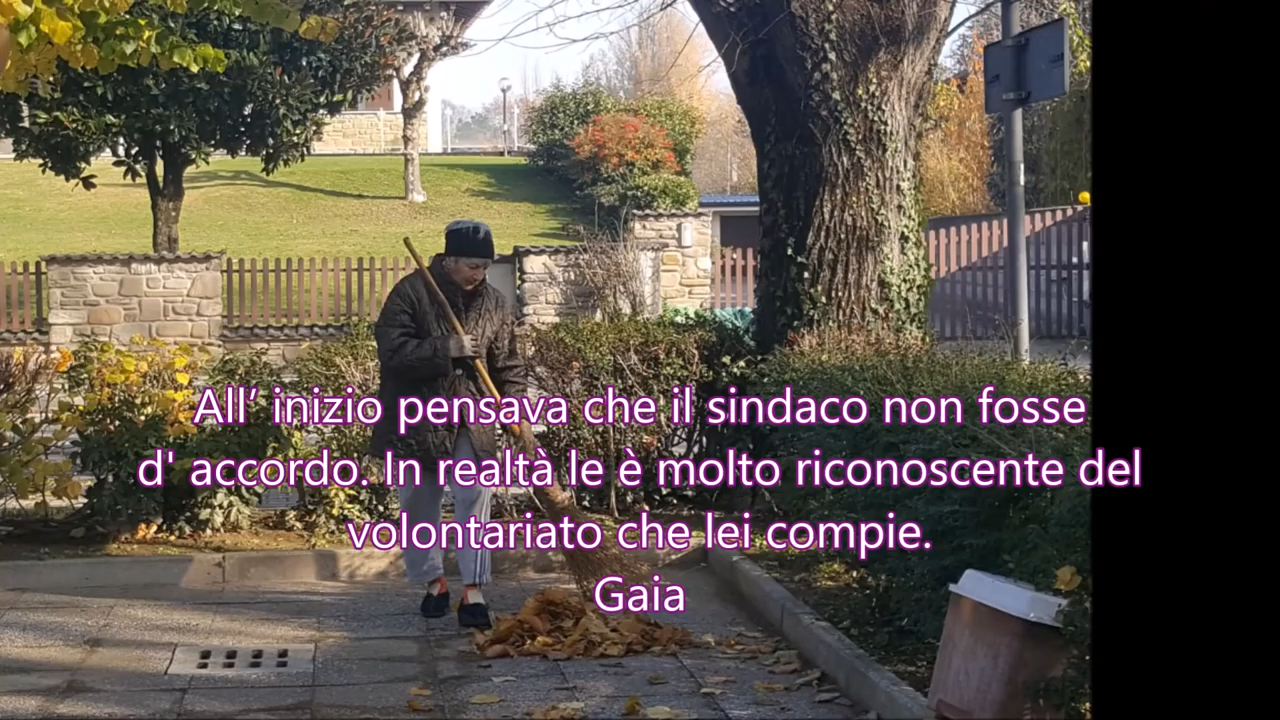 All’ inizio pensava che il sindaco non fosse
d' accordo. In realtà le è molto riconoscente del
volontariato che lei compie.
Gaia